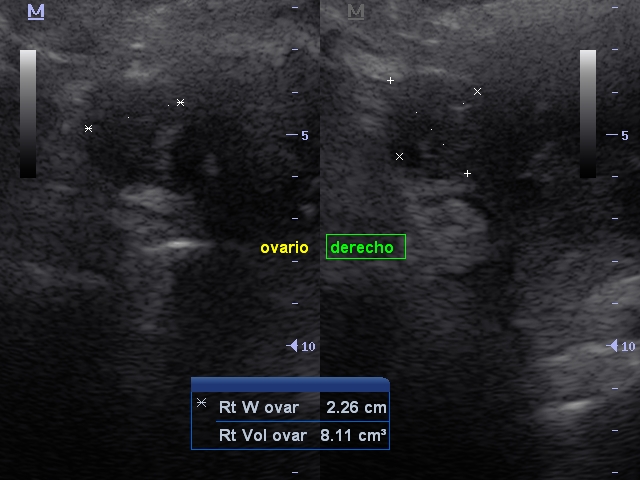 M M
5 5
ovario derecho
10 10
Rt W ovar 2.26 cm
Rt Vol ovar 8.11 cm³